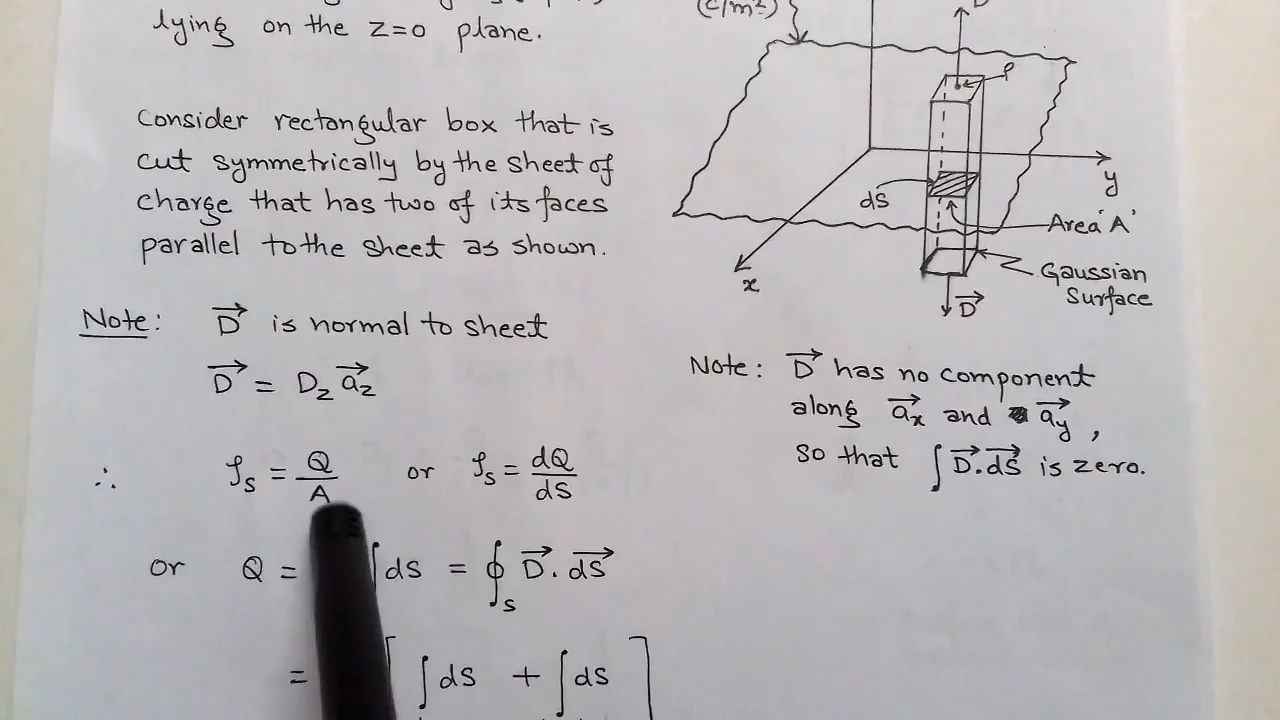 lying on the z=0 plane.
Consider rectangular box that is
cut symmetrically by the sheet of
charge that has two of its faces
parallel to the sheet as shown.
Note: D⃗ is normal to sheet
D⃗ = D_z a⃗_z
∴ ρ_s = Q/A or ρ_s = dQ/dS
or Q = ∫ds = ∮_S D⃗.ds⃗
= [∫ds + ∫ds]
(C/m²)
P
y
dS
Area 'A'
x
Gaussian
Surface
D⃗
Note: D⃗ has no component
along a⃗_x and a⃗_y,
so that ∫D⃗.ds⃗ is zero.